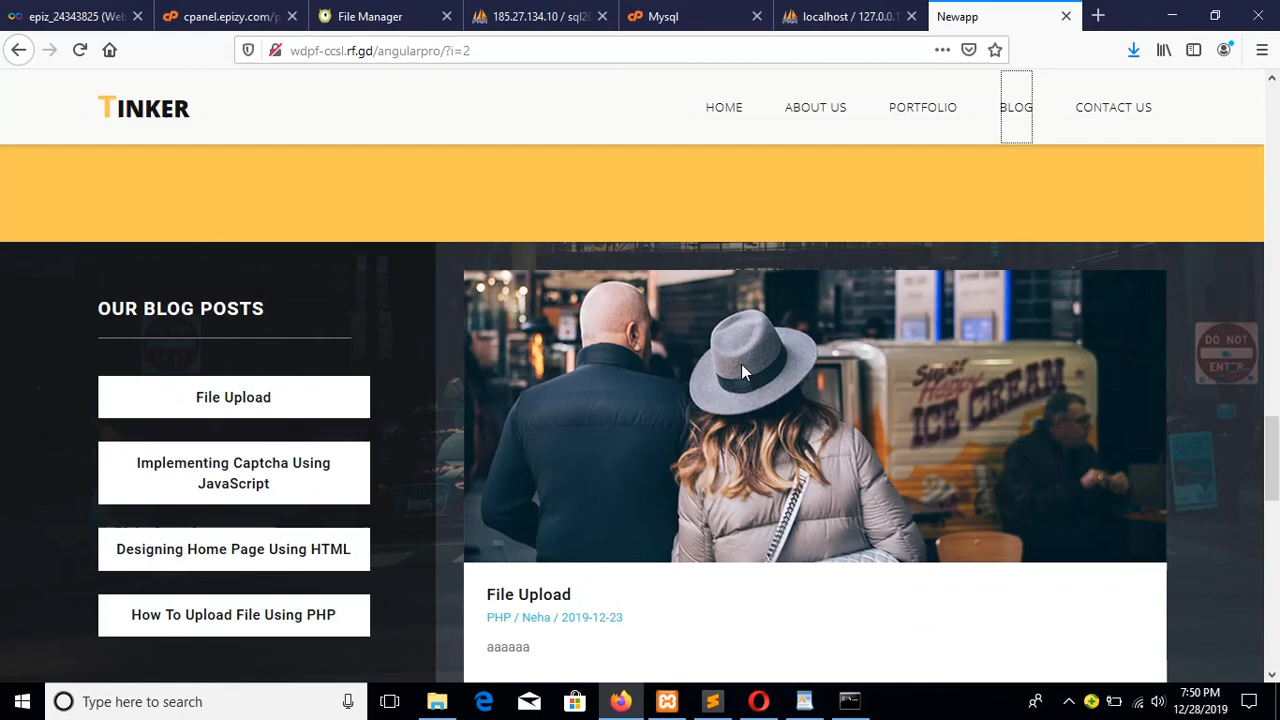 epiz_24343825 (Web
cpanel.epizy.com/p
File Manager
185.27.134.10 / sql20
Mysql
localhost / 127.0.0.1
Newapp
wdpf-ccsl.rf.gd/angularpro/?i=2
TINKER
HOME
ABOUT US
PORTFOLIO
BLOG
CONTACT US
OUR BLOG POSTS
File Upload
Implementing Captcha Using
JavaScript
Designing Home Page Using HTML
How To Upload File Using PHP
Super
Happy
ICE CREAM
DO NOT
ENTER
File Upload
PHP / Neha / 2019-12-23
aaaaaa
Type here to search
7:50 PM
12/28/2019